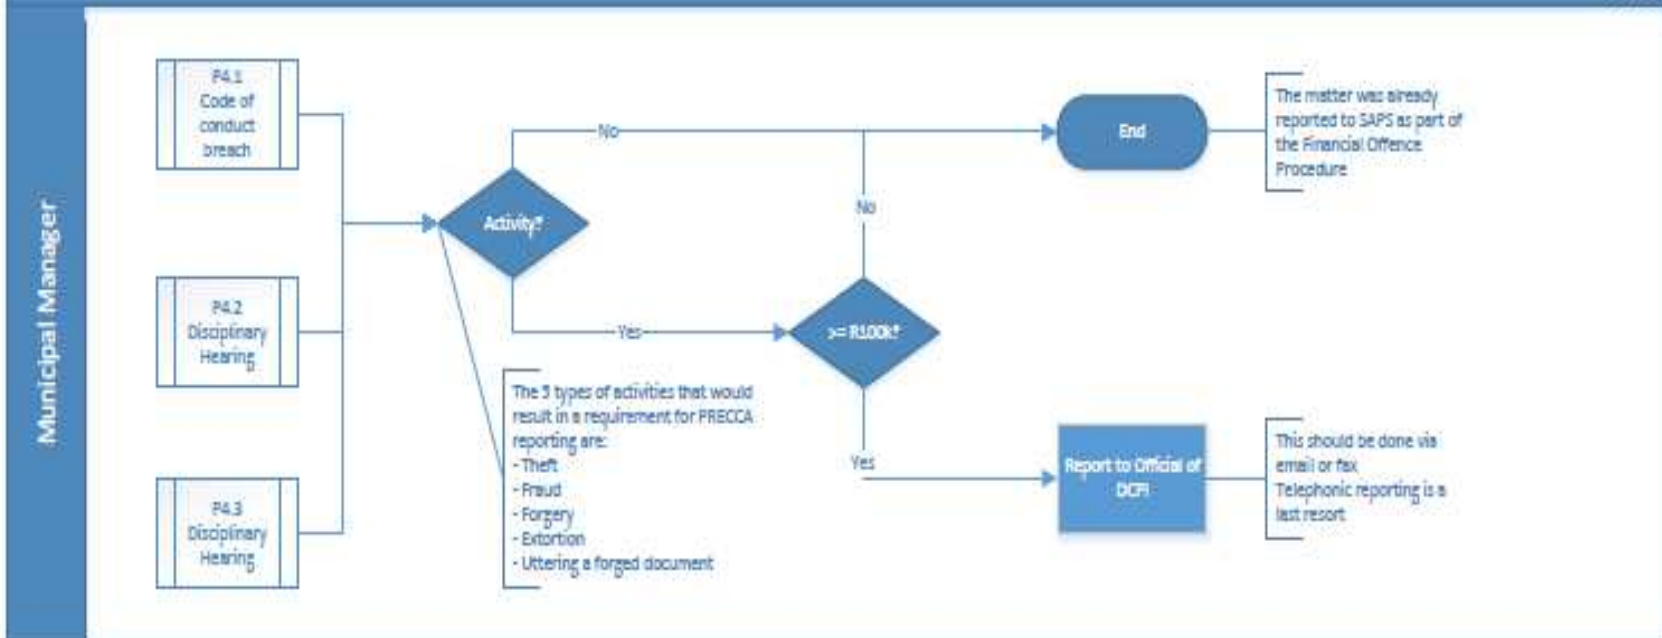 Municipal Manager
P4.1
Code of
conduct
breach
P4.2
Disciplinary
Hearing
P4.3
Disciplinary
Hearing
Activity?
No
Yes
The 5 types of activities that would
result in a requirement for PRECCA
reporting are:
- Theft
- Fraud
- Forgery
- Extortion
- Uttering a forged document
No
>= R100k?
Yes
End
The matter was already
reported to SAPS as part of
the Financial Offence
Procedure
Report to Official of
DCPI
This should be done via
email or fax
Telephonic reporting is a
last resort